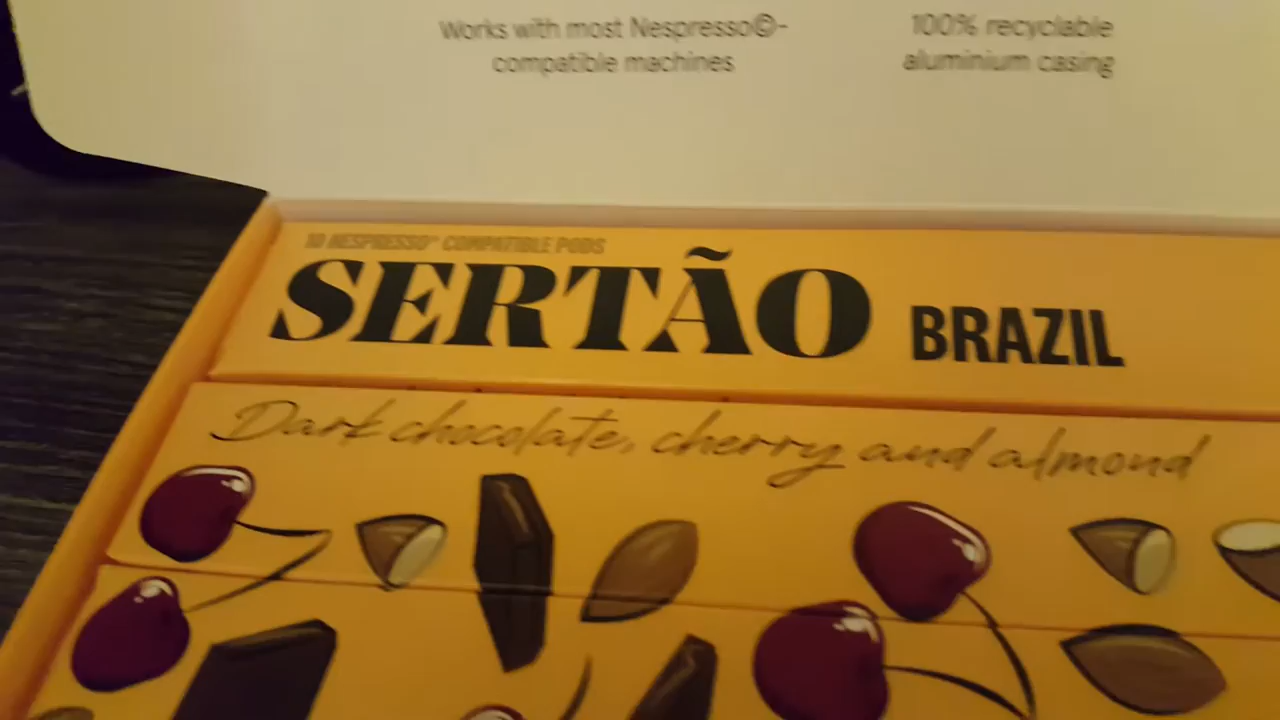 Works with most Nespresso©-
compatible machines
100% recyclable
aluminium casing
10 NESPRESSO* COMPATIBLE PODS
SERTÃO BRAZIL
Dark chocolate, cherry and almond